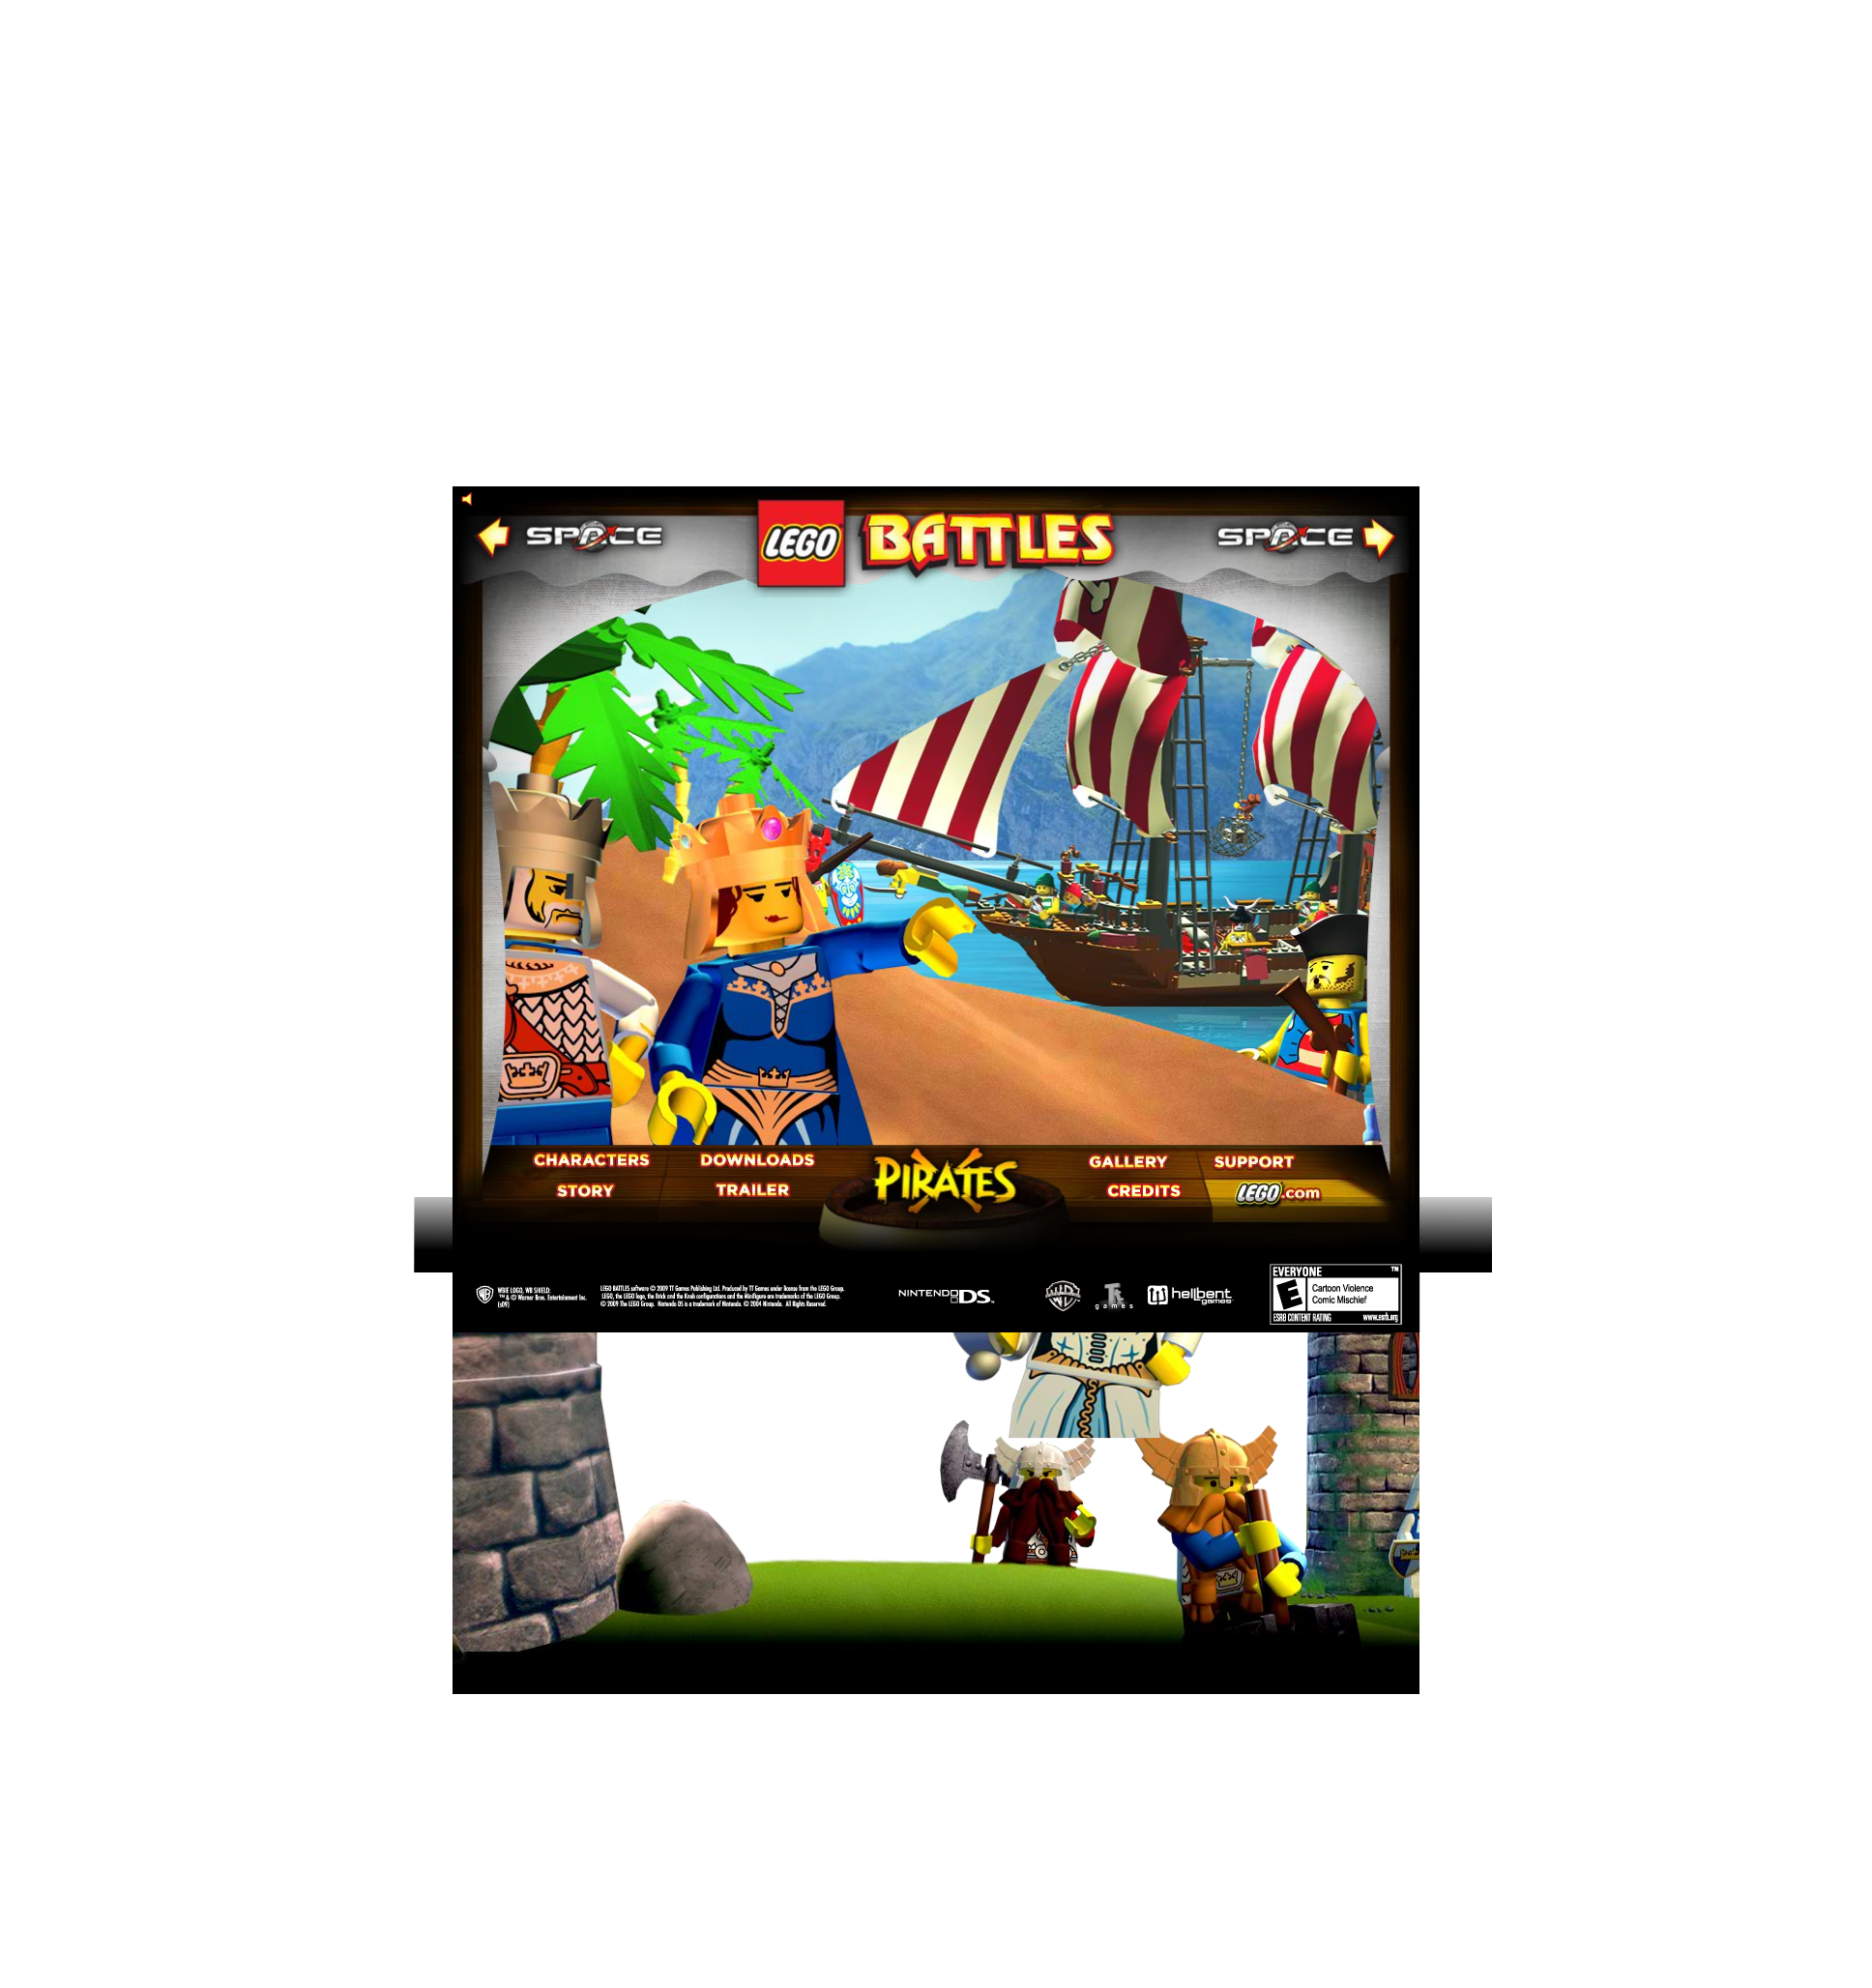 SPACE
LEGO
BATTLES
SPACE
CHARACTERS
DOWNLOADS
PIRATES
GALLERY
SUPPORT
STORY
TRAILER
CREDITS
LEGO.com
WBIE LOGO, WB SHIELD:
™ & © Warner Bros. Entertainment Inc.
(s09)
LEGO BATTLES software © 2009 TT Games Publishing Ltd. Produced by TT Games under license from the LEGO Group.
LEGO, the LEGO logo, the Brick and the Knob configurations and the Minifigure are trademarks of the LEGO Group.
© 2009 The LEGO Group. Nintendo DS is a trademark of Nintendo. © 2004 Nintendo. All Rights Reserved.
NINTENDO DS™
games
hellbent
games
EVERYONE
™
E
Cartoon Violence
Comic Mischief
ESRB CONTENT RATING
www.esrb.org